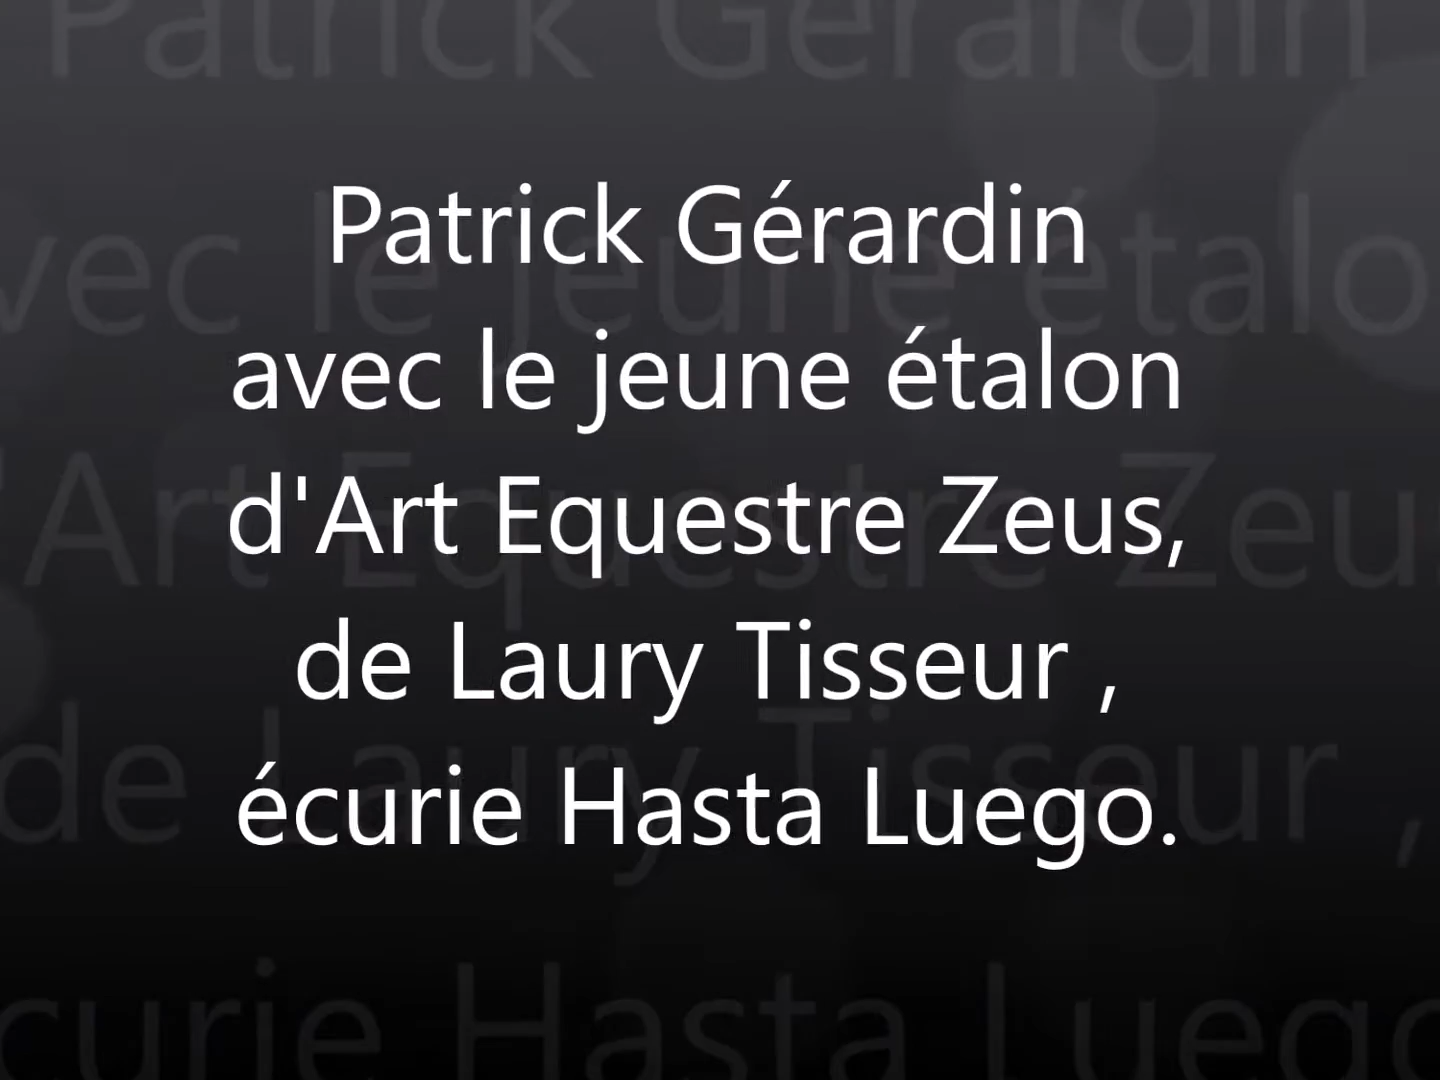 Patrick Gérardin
avec le jeune étalon
d'Art Equestre Zeus,
de Laury Tisseur ,
écurie Hasta Luego.